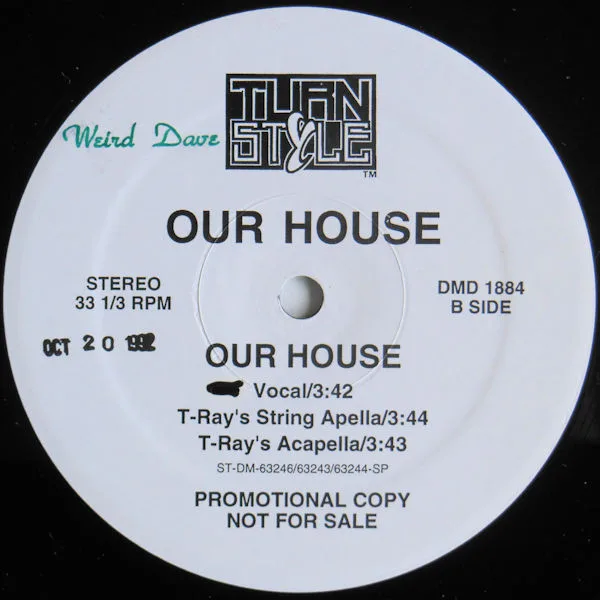 TURN
STYLE
TM
Weird Dave
OUR HOUSE
STEREO
33 1/3 RPM
DMD 1884
B SIDE
OCT 20 1992
OUR HOUSE
Vocal/3:42
T-Ray's String Apella/3:44
T-Ray's Acapella/3:43
ST-DM-63246/63243/63244-SP
PROMOTIONAL COPY
NOT FOR SALE